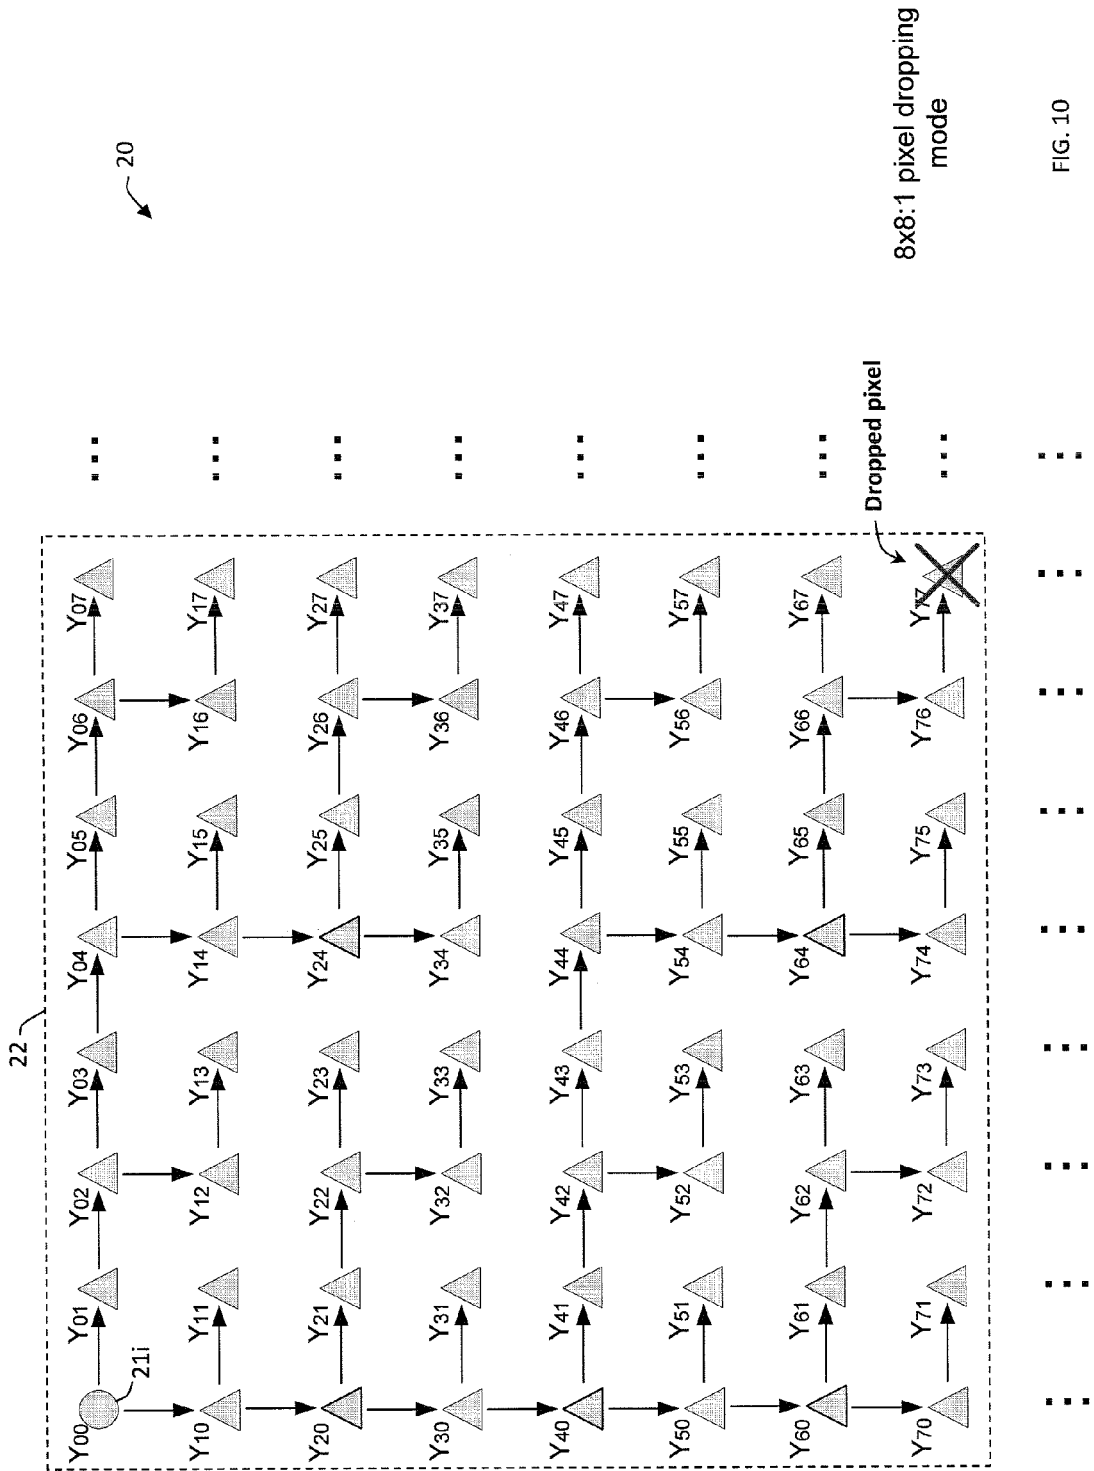 20
22
Y00 Y01 Y02 Y03 Y04 Y05 Y06 Y07
21i
Y10 Y11 Y12 Y13 Y14 Y15 Y16 Y17
Y20 Y21 Y22 Y23 Y24 Y25 Y26 Y27
Y30 Y31 Y32 Y33 Y34 Y35 Y36 Y37
Y40 Y41 Y42 Y43 Y44 Y45 Y46 Y47
Y50 Y51 Y52 Y53 Y54 Y55 Y56 Y57
Y60 Y61 Y62 Y63 Y64 Y65 Y66 Y67
Dropped pixel
Y70 Y71 Y72 Y73 Y74 Y75 Y76 Y77
8x8:1 pixel dropping
mode
FIG. 10